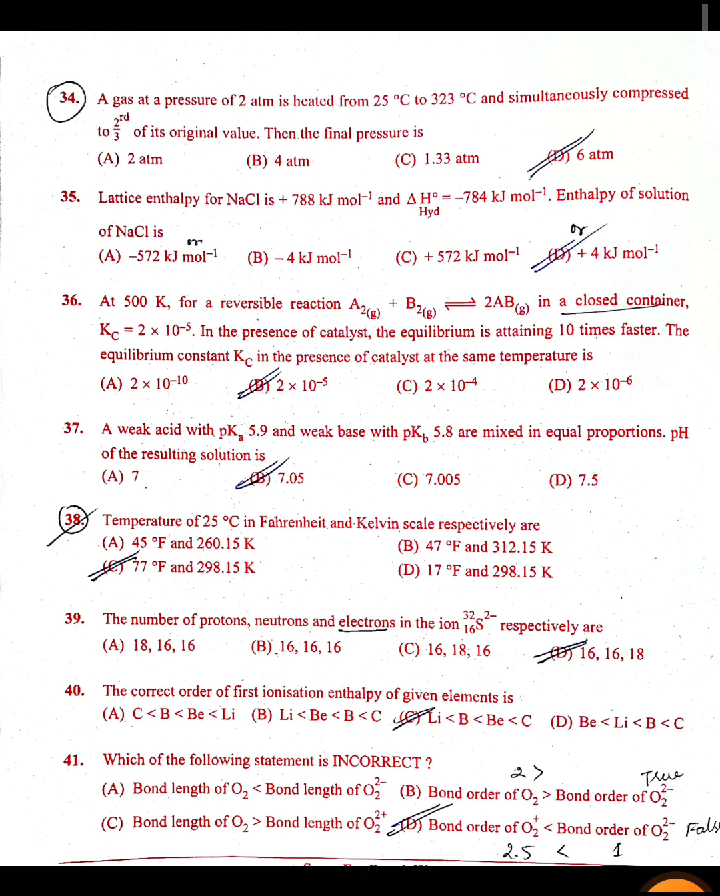 34. A gas at a pressure of 2 atm is heated from 25 °C to 323 °C and simultaneously compressed
to 2/3 rd of its original value. Then the final pressure is
(A) 2 atm (B) 4 atm (C) 1.33 atm (D) 6 atm
35. Lattice enthalpy for NaCl is + 788 kJ mol⁻¹ and Δ H°Hyd = –784 kJ mol⁻¹. Enthalpy of solution
of NaCl is
or or
(A) –572 kJ mol⁻¹ (B) – 4 kJ mol⁻¹ (C) + 572 kJ mol⁻¹ (D) + 4 kJ mol⁻¹
36. At 500 K, for a reversible reaction A₂(g) + B₂(g) ⇌ 2AB(g) in a closed container,
K_C = 2 × 10⁻⁵. In the presence of catalyst, the equilibrium is attaining 10 times faster. The
equilibrium constant K_C in the presence of catalyst at the same temperature is
(A) 2 × 10⁻¹⁰ (B) 2 × 10⁻⁵ (C) 2 × 10⁻⁴ (D) 2 × 10⁻⁶
37. A weak acid with pKₐ 5.9 and weak base with pK_b 5.8 are mixed in equal proportions. pH
of the resulting solution is
(A) 7 (B) 7.05 (C) 7.005 (D) 7.5
38. Temperature of 25 °C in Fahrenheit and Kelvin scale respectively are
(A) 45 °F and 260.15 K (B) 47 °F and 312.15 K
(C) 77 °F and 298.15 K (D) 17 °F and 298.15 K
39. The number of protons, neutrons and electrons in the ion ³²₁₆S²⁻ respectively are
(A) 18, 16, 16 (B) 16, 16, 16 (C) 16, 18, 16 (D) 16, 16, 18
40. The correct order of first ionisation enthalpy of given elements is
(A) C < B < Be < Li (B) Li < Be < B < C (C) Li < B < Be < C (D) Be < Li < B < C
41. Which of the following statement is INCORRECT ?
2 > True
(A) Bond length of O₂ < Bond length of O₂²⁻ (B) Bond order of O₂ > Bond order of O₂²⁻
(C) Bond length of O₂ > Bond length of O₂²⁺ (D) Bond order of O₂⁺ < Bond order of O₂²⁻ Fals
2.5 < 1